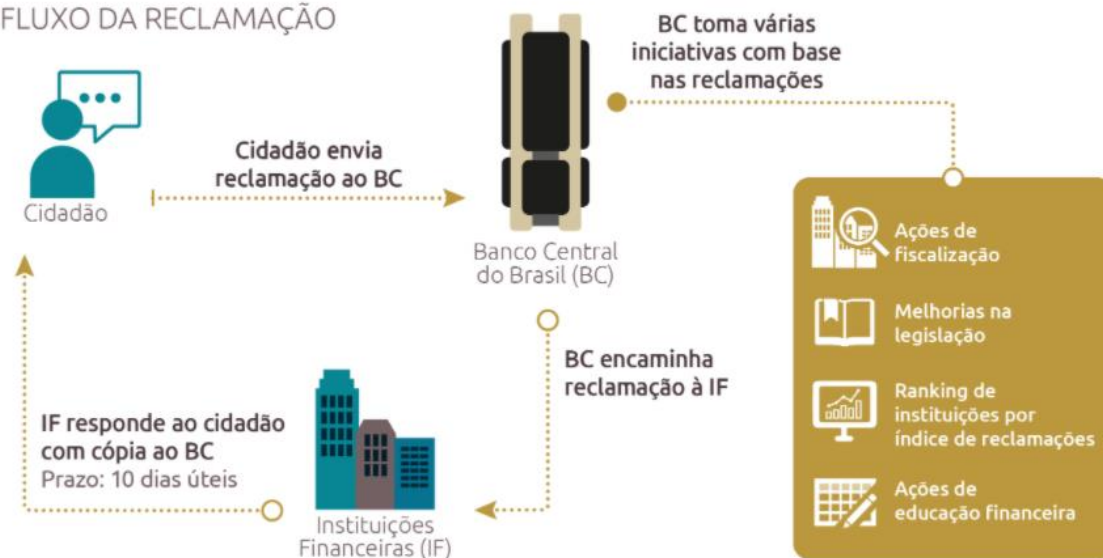 FLUXO DA RECLAMAÇÃO
Cidadão
Cidadão envia
reclamação ao BC
Banco Central
do Brasil (BC)
BC toma várias
iniciativas com base
nas reclamações
Ações de
fiscalização
Melhorias na
legislação
Ranking de
instituições por
índice de reclamações
Ações de
educação financeira
BC encaminha
reclamação à IF
Instituições
Financeiras (IF)
IF responde ao cidadão
com cópia ao BC
Prazo: 10 dias úteis